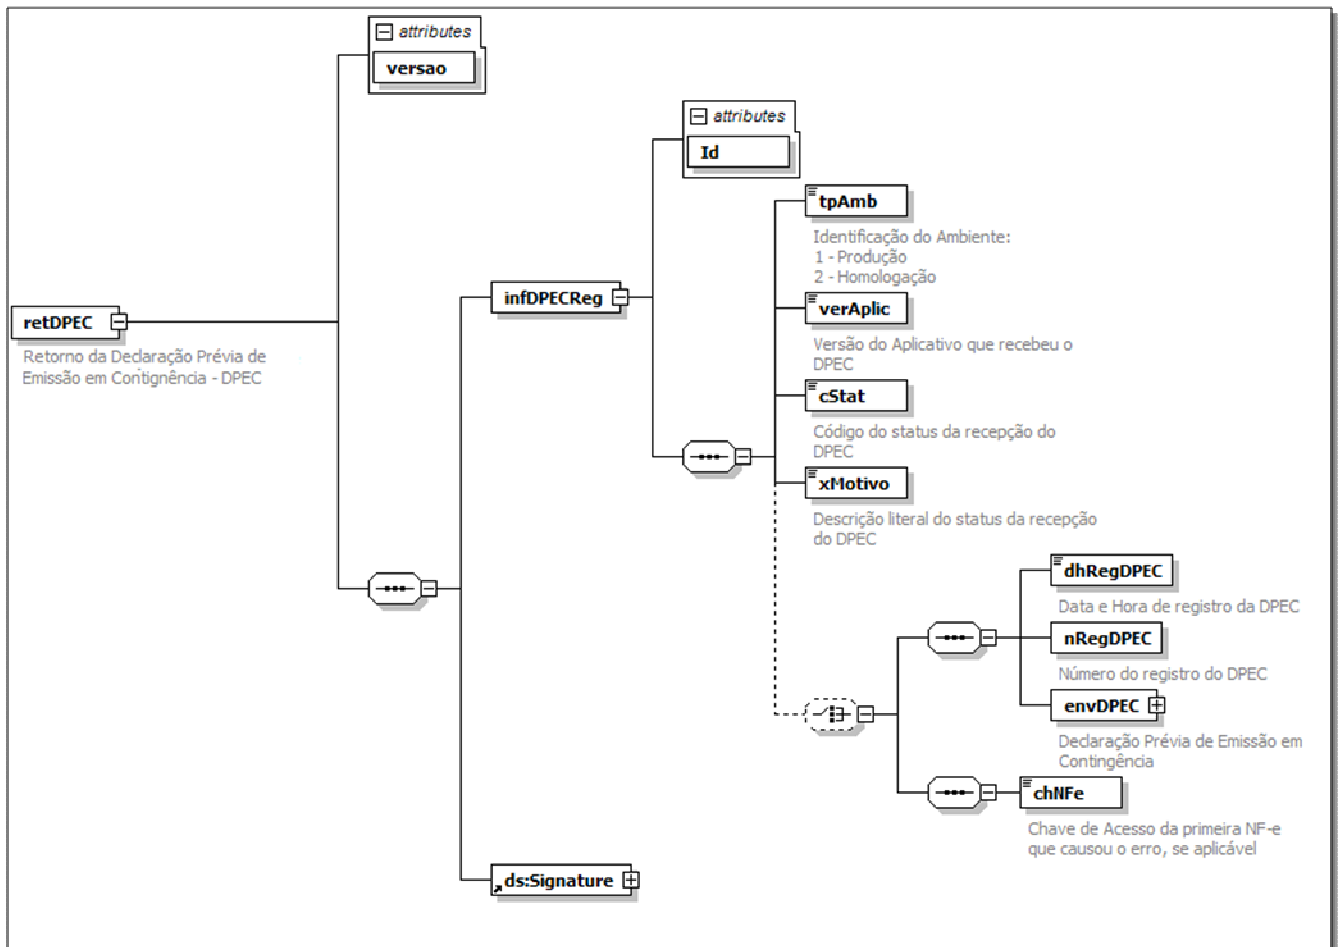 attributes
versao
attributes
Id
tpAmb
Identificação do Ambiente:
1 - Produção
2 - Homologação
infDPECReg
verAplic
retDPEC
Versão do Aplicativo que recebeu o
DPEC
Retorno da Declaração Prévia de
Emissão em Contignência - DPEC
cStat
Código do status da recepção do
DPEC
xMotivo
Descrição literal do status da recepção
do DPEC
dhRegDPEC
Data e Hora de registro da DPEC
nRegDPEC
Número do registro do DPEC
envDPEC
Declaração Prévia de Emissão em
Contingência
chNFe
Chave de Acesso da primeira NF-e
que causou o erro, se aplicável
ds:Signature